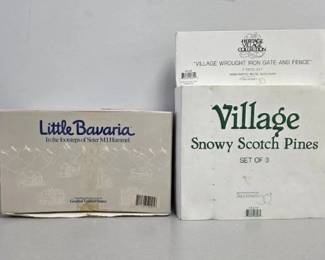 Little Bavaria
In the footsteps of Sister M.I. Hummel
HERITAGE
VILLAGE
COLLECTION
"VILLAGE WROUGHT IRON GATE AND FENCE"
Village
Snowy Scotch Pines
SET OF 3